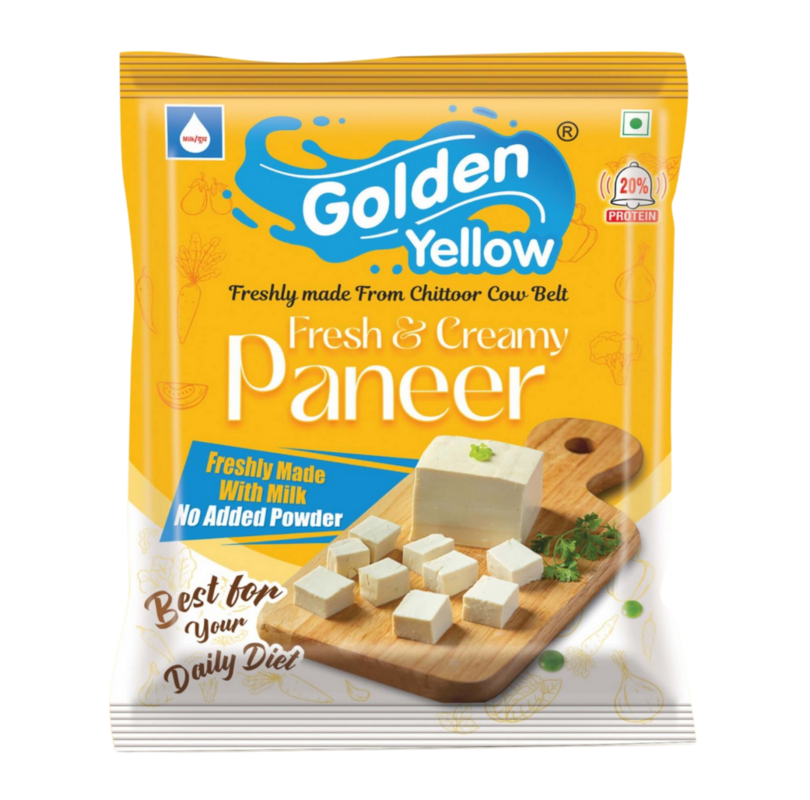 Milk/दूध
Golden
Yellow
®
20%
PROTEIN
Freshly made From Chittoor Cow Belt
Fresh & Creamy
Paneer
Freshly Made
With Milk
No Added Powder
Best for
Your
Daily Diet